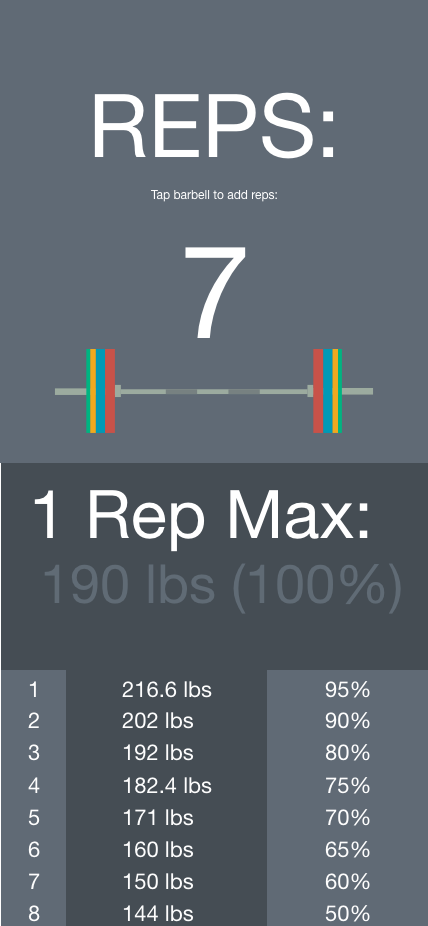 REPS:
Tap barbell to add reps:
7
1 Rep Max:
190 lbs (100%)
1 216.6 lbs 95%
2 202 lbs 90%
3 192 lbs 80%
4 182.4 lbs 75%
5 171 lbs 70%
6 160 lbs 65%
7 150 lbs 60%
8 144 lbs 50%